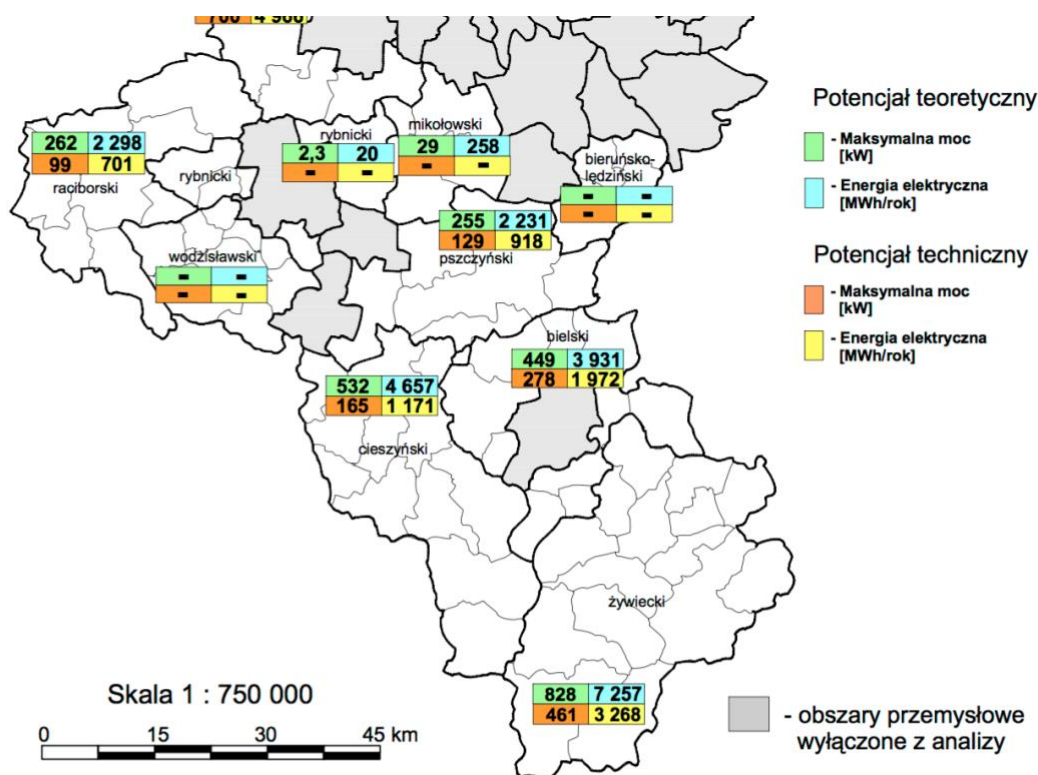 700 4 966
262 2 298
99 701
raciborski
rybnicki
rybnicki
2,3 20
- -
mikołowski
29 258
- -
bieruńsko-
lędziński
- -
- -
255 2 231
129 918
pszczyński
wodzisławski
- -
- -
bielski
449 3 931
278 1 972
532 4 657
165 1 171
cieszyński
żywiecki
828 7 257
461 3 268
Potencjał teoretyczny
- Maksymalna moc
[kW]
- Energia elektryczna
[MWh/rok]
Potencjał techniczny
- Maksymalna moc
[kW]
- Energia elektryczna
[MWh/rok]
Skala 1 : 750 000
0 15 30 45 km
- obszary przemysłowe
wyłączone z analizy